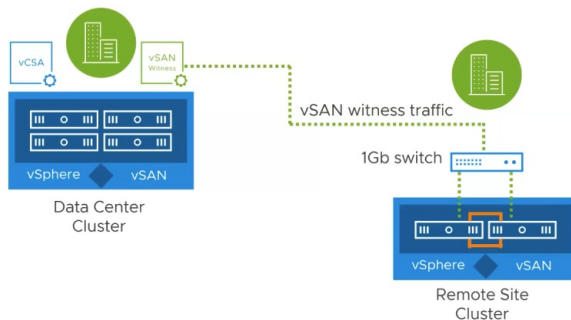 vCSA
vSAN
Witness
vSAN witness traffic
1Gb switch
vSphere
vSAN
Data Center
Cluster
vSphere
vSAN
Remote Site
Cluster